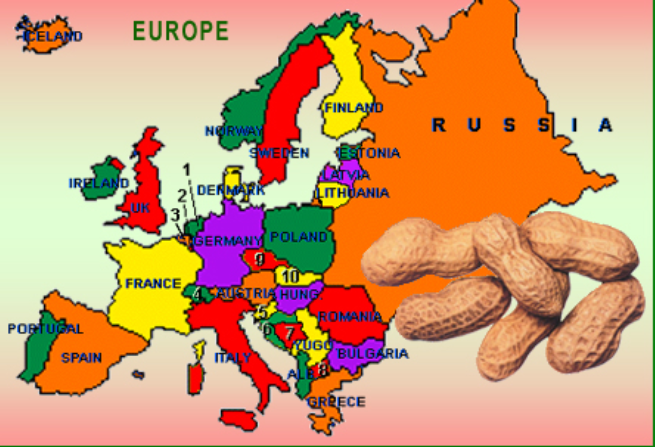 ICELAND
EUROPE
FINLAND
R U S S I A
NORWAY
SWEDEN
ESTONIA
LATVIA
LITHUANIA
1
DENMARK
IRELAND
2
UK
3
GERMANY
POLAND
9
10
FRANCE
4
AUSTRIA
HUNG.
5
ROMANIA
6
7
PORTUGAL
YUGO
SPAIN
ITALY
BULGARIA
ALB
8
GREECE